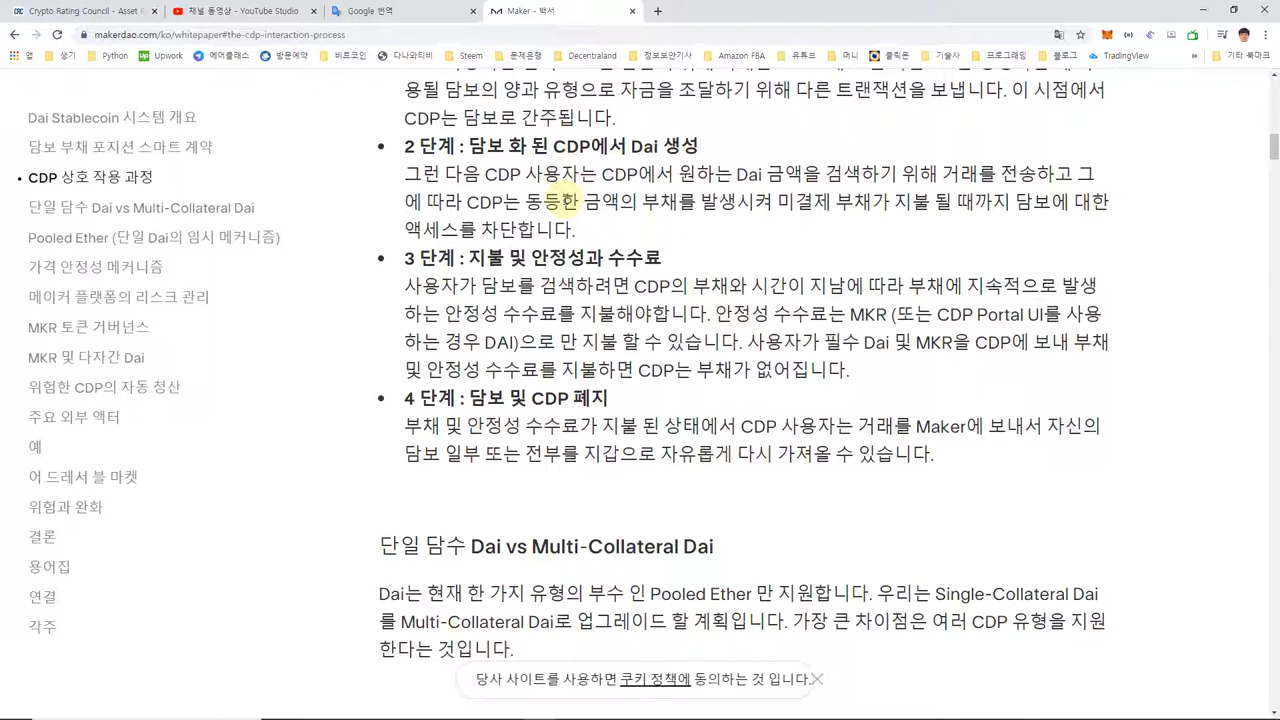 Crypto Rating Council - Asset R
채널 동영상 - YouTube Studio
Google 번역
Maker - 백서
makerdao.com/ko/whitepaper#the-cdp-interaction-process
앱
새기
Python
Upwork
에어클래스
방문예약
비트코인
다나와티비
Steem
문제은행
Decentraland
정보보안기사
Amazon FBA
유튜브
머니
클릭온
기술사
프로그래밍
블로그
TradingView
»
기타 북마크
Dai Stablecoin 시스템 개요
담보 부채 포지션 스마트 계약
• CDP 상호 작용 과정
단일 담수 Dai vs Multi-Collateral Dai
Pooled Ether (단일 Dai의 임시 메커니즘)
가격 안정성 메커니즘
메이커 플랫폼의 리스크 관리
MKR 토큰 거버넌스
MKR 및 다자간 Dai
위험한 CDP의 자동 청산
주요 외부 액터
예
어 드레서 블 마켓
위험과 완화
결론
용어집
연결
각주
용될 담보의 양과 유형으로 자금을 조달하기 위해 다른 트랜잭션을 보냅니다. 이 시점에서
CDP는 담보로 간주됩니다.
• 2 단계 : 담보 화 된 CDP에서 Dai 생성
그런 다음 CDP 사용자는 CDP에서 원하는 Dai 금액을 검색하기 위해 거래를 전송하고 그
에 따라 CDP는 동등한 금액의 부채를 발생시켜 미결제 부채가 지불 될 때까지 담보에 대한
액세스를 차단합니다.
• 3 단계 : 지불 및 안정성과 수수료
사용자가 담보를 검색하려면 CDP의 부채와 시간이 지남에 따라 부채에 지속적으로 발생
하는 안정성 수수료를 지불해야합니다. 안정성 수수료는 MKR (또는 CDP Portal UI를 사용
하는 경우 DAI)으로 만 지불 할 수 있습니다. 사용자가 필수 Dai 및 MKR을 CDP에 보내 부채
및 안정성 수수료를 지불하면 CDP는 부채가 없어집니다.
• 4 단계 : 담보 및 CDP 폐지
부채 및 안정성 수수료가 지불 된 상태에서 CDP 사용자는 거래를 Maker에 보내서 자신의
담보 일부 또는 전부를 지갑으로 자유롭게 다시 가져올 수 있습니다.
단일 담수 Dai vs Multi-Collateral Dai
Dai는 현재 한 가지 유형의 부수 인 Pooled Ether 만 지원합니다. 우리는 Single-Collateral Dai
를 Multi-Collateral Dai로 업그레이드 할 계획입니다. 가장 큰 차이점은 여러 CDP 유형을 지원
한다는 것입니다.
당사 사이트를 사용하면 쿠키 정책에 동의하는 것 입니다.